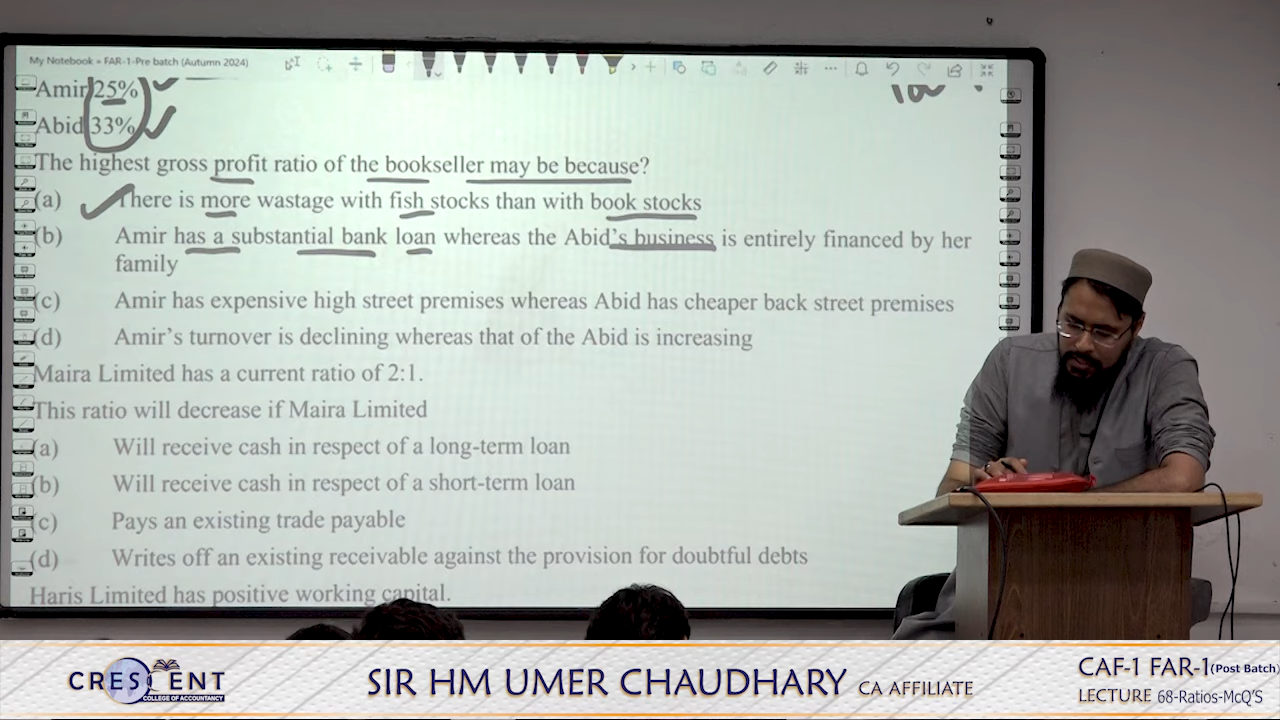 My Notebook » FAR-1-Pre batch (Autumn 2024)
Amir 25%
Abid 33%
The highest gross profit ratio of the bookseller may be because?
(a) There is more wastage with fish stocks than with book stocks
(b) Amir has a substantial bank loan whereas the Abid's business is entirely financed by her
family
(c) Amir has expensive high street premises whereas Abid has cheaper back street premises
(d) Amir's turnover is declining whereas that of the Abid is increasing
Maira Limited has a current ratio of 2:1.
This ratio will decrease if Maira Limited
(a) Will receive cash in respect of a long-term loan
(b) Will receive cash in respect of a short-term loan
(c) Pays an existing trade payable
(d) Writes off an existing receivable against the provision for doubtful debts
Haris Limited has positive working capital.
CRESCENT
COLLEGE OF ACCOUNTANCY
SIR HM UMER CHAUDHARY CA AFFILIATE
CAF-1 FAR-1 (Post Batch)
LECTURE 68-Ratios-McQ'S